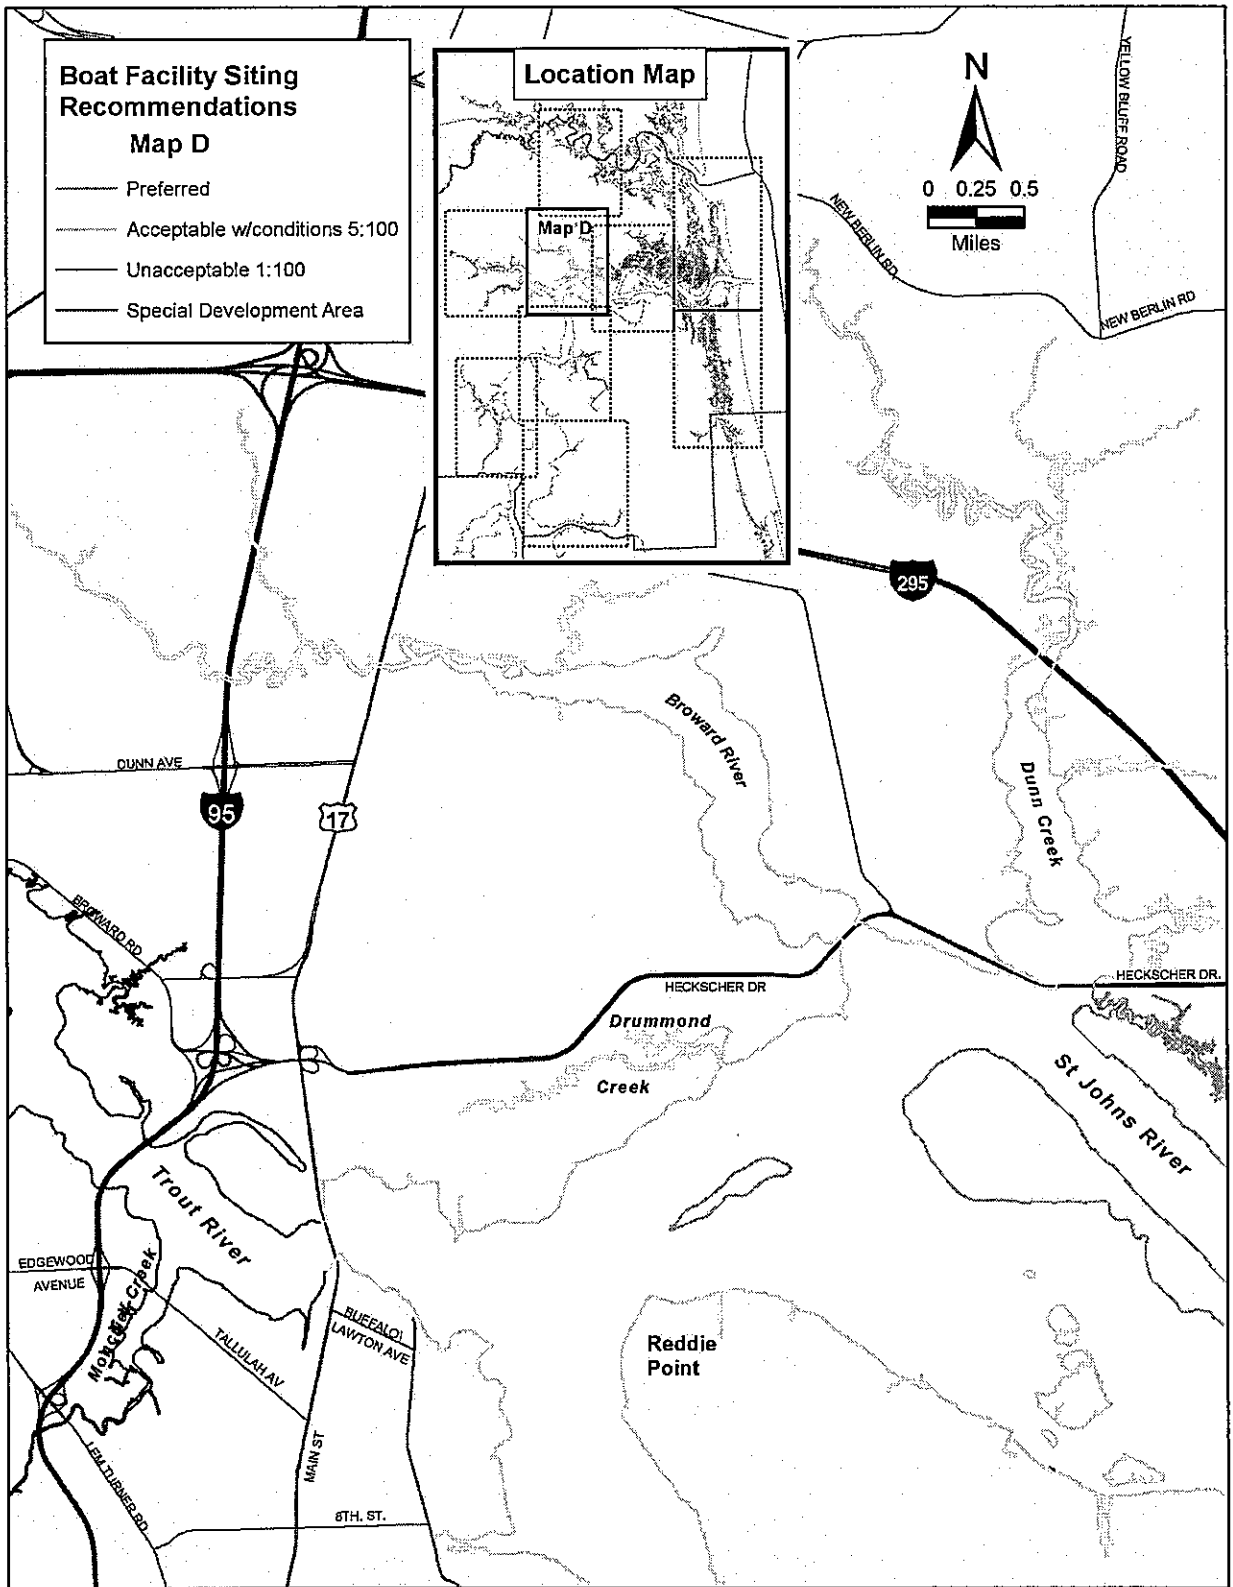 Boat Facility Siting
Recommendations
Map D
Preferred
Acceptable w/conditions 5:100
Unacceptable 1:100
Special Development Area
Location Map
Map D
N
0 0.25 0.5
Miles
YELLOW BLUFF ROAD
NEW BERLIN RD.
NEW BERLIN RD
295
Broward River
Dunn Creek
DUNN AVE
95
17
BROWARD RD
HECKSCHER DR
HECKSCHER DR.
Drummond
Creek
St Johns River
Trout River
EDGEWOOD
AVENUE
Moncrief Creek
TALLULAH AV
BUFFALO
LAWTON AVE
Reddie
Point
MAIN ST
LEM TURNER RD
8TH. ST.